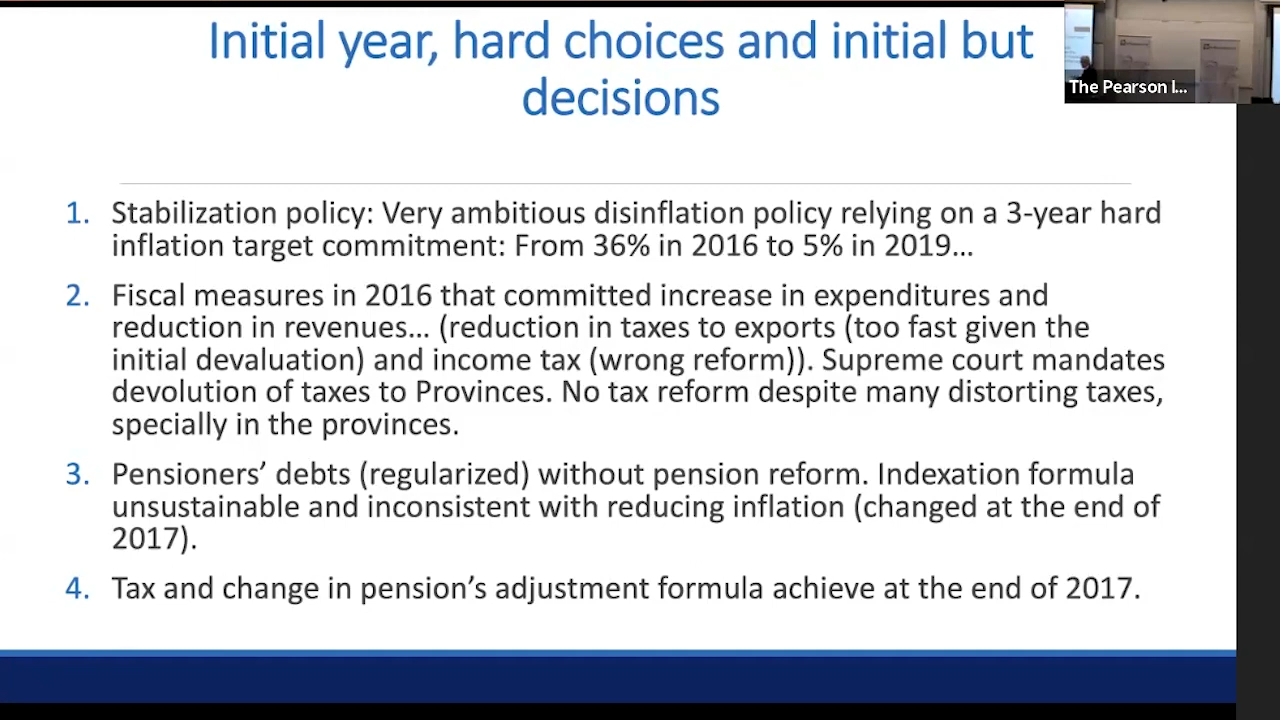 Initial year, hard choices and initial but
decisions
The Pearson I...
1. Stabilization policy: Very ambitious disinflation policy relying on a 3-year hard
inflation target commitment: From 36% in 2016 to 5% in 2019…
2. Fiscal measures in 2016 that committed increase in expenditures and
reduction in revenues… (reduction in taxes to exports (too fast given the
initial devaluation) and income tax (wrong reform)). Supreme court mandates
devolution of taxes to Provinces. No tax reform despite many distorting taxes,
specially in the provinces.
3. Pensioners’ debts (regularized) without pension reform. Indexation formula
unsustainable and inconsistent with reducing inflation (changed at the end of
2017).
4. Tax and change in pension’s adjustment formula achieve at the end of 2017.